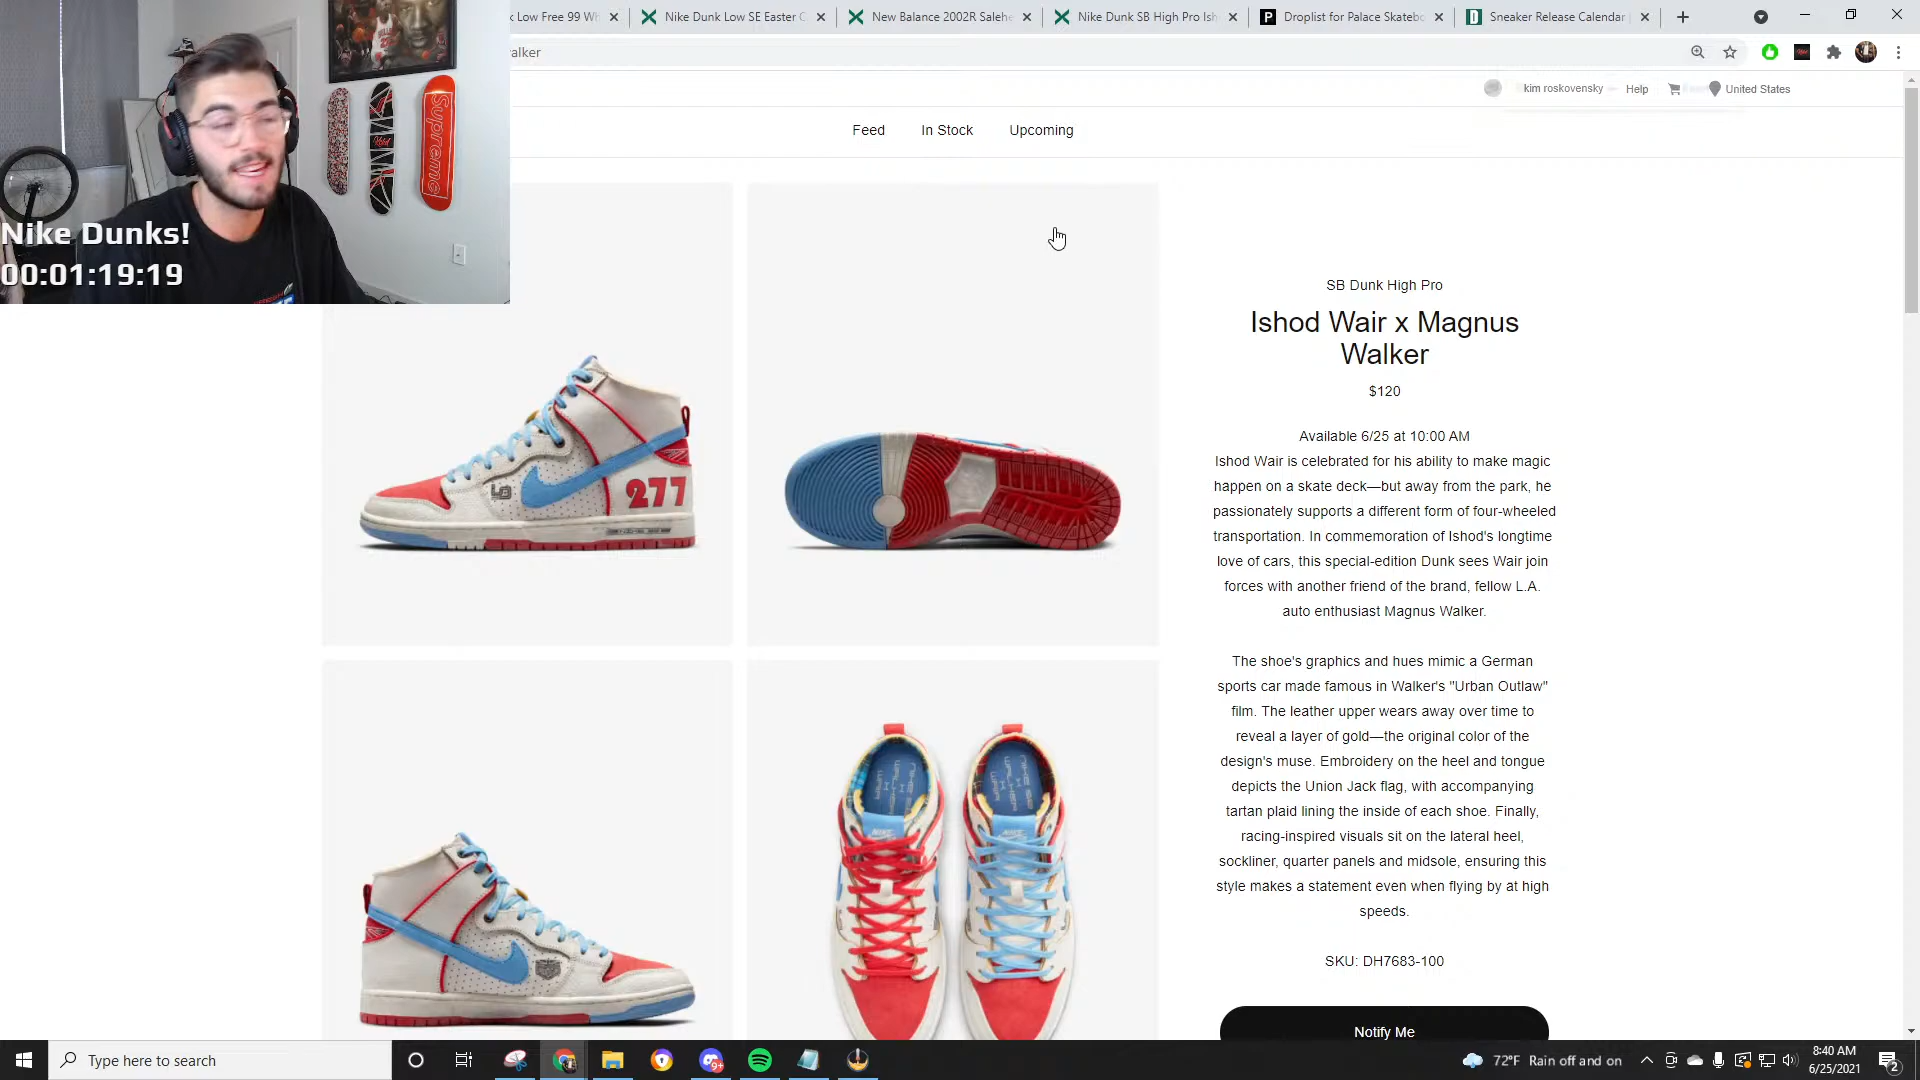 k Low Free 99 Wh
Nike Dunk Low SE Easter C
New Balance 2002R Salehe
Nike Dunk SB High Pro Ish
P Droplist for Palace Skatebo
D Sneaker Release Calendar
alker
kim roskovensky
Help
United States
Feed
In Stock
Upcoming
Supreme
Nike Dunks!
00:01:19:19
SB Dunk High Pro
Ishod Wair x Magnus
Walker
$120
Available 6/25 at 10:00 AM
Ishod Wair is celebrated for his ability to make magic
happen on a skate deck—but away from the park, he
passionately supports a different form of four-wheeled
transportation. In commemoration of Ishod's longtime
love of cars, this special-edition Dunk sees Wair join
forces with another friend of the brand, fellow L.A.
auto enthusiast Magnus Walker.
The shoe's graphics and hues mimic a German
sports car made famous in Walker's "Urban Outlaw"
film. The leather upper wears away over time to
reveal a layer of gold—the original color of the
design's muse. Embroidery on the heel and tongue
depicts the Union Jack flag, with accompanying
tartan plaid lining the inside of each shoe. Finally,
racing-inspired visuals sit on the lateral heel,
sockliner, quarter panels and midsole, ensuring this
style makes a statement even when flying by at high
speeds.
SKU: DH7683-100
Notify Me
277
Type here to search
9+
72°F Rain off and on
8:40 AM
6/25/2021
2